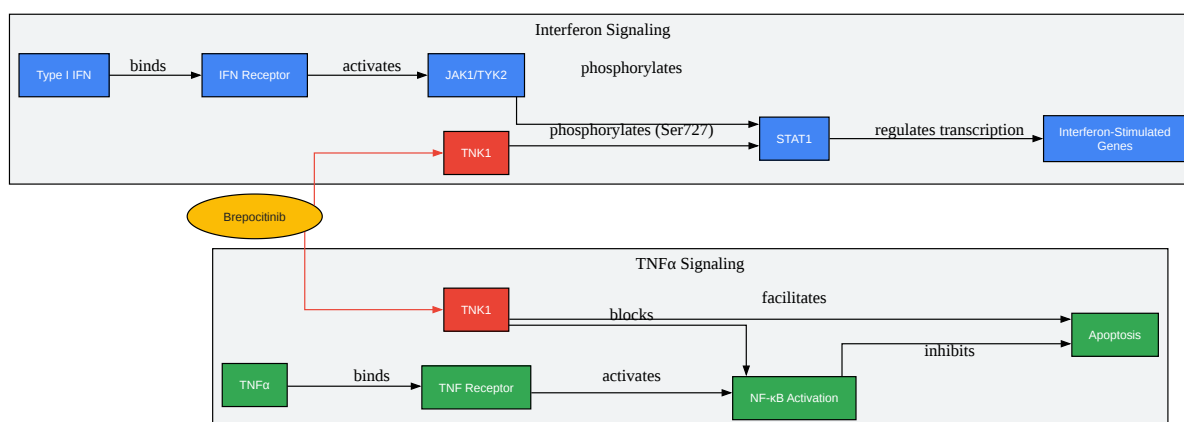 Interferon Signaling
Type I IFN
binds
IFN Receptor
activates
JAK1/TYK2
phosphorylates
TNK1
phosphorylates (Ser727)
STAT1
regulates transcription
Interferon-Stimulated
Genes
Brepocitinib
TNFα Signaling
TNK1
blocks
facilitates
Apoptosis
TNFα
binds
TNF Receptor
activates
NF-κB Activation
inhibits